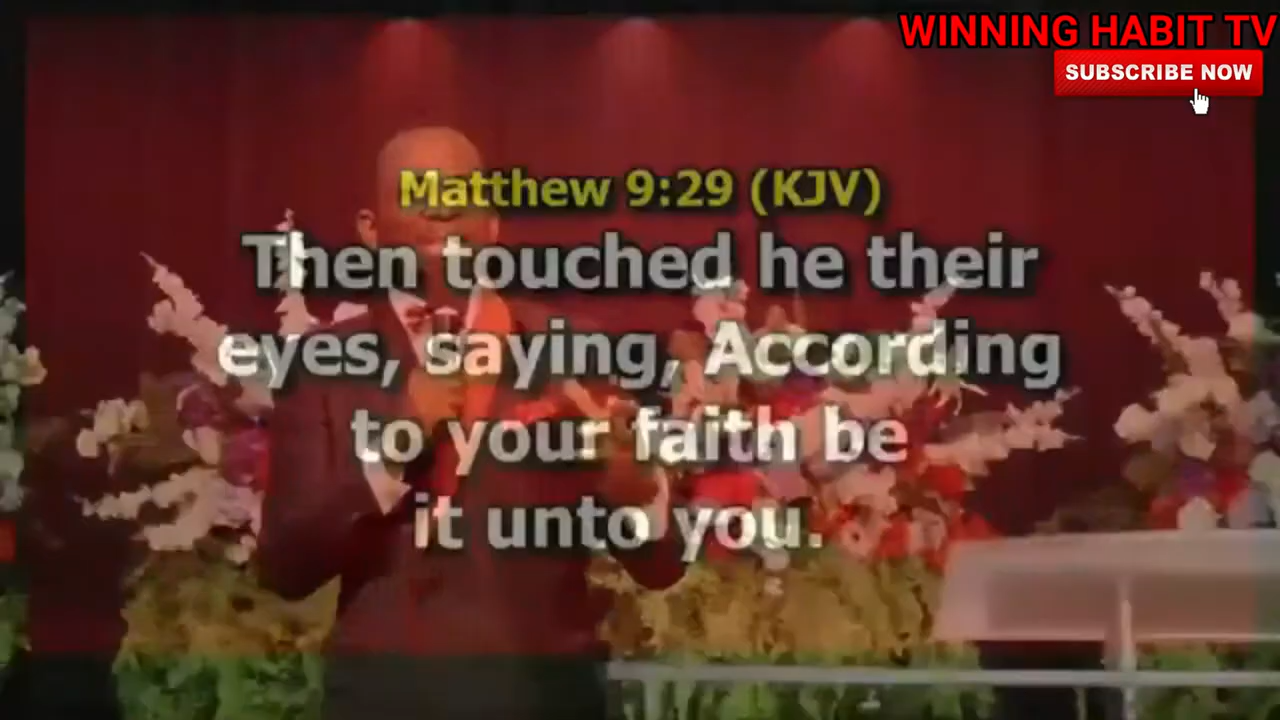 WINNING HABIT TV
SUBSCRIBE NOW
Matthew 9:29 (KJV)
Then touched he their
eyes, saying, According
to your faith be
it unto you.